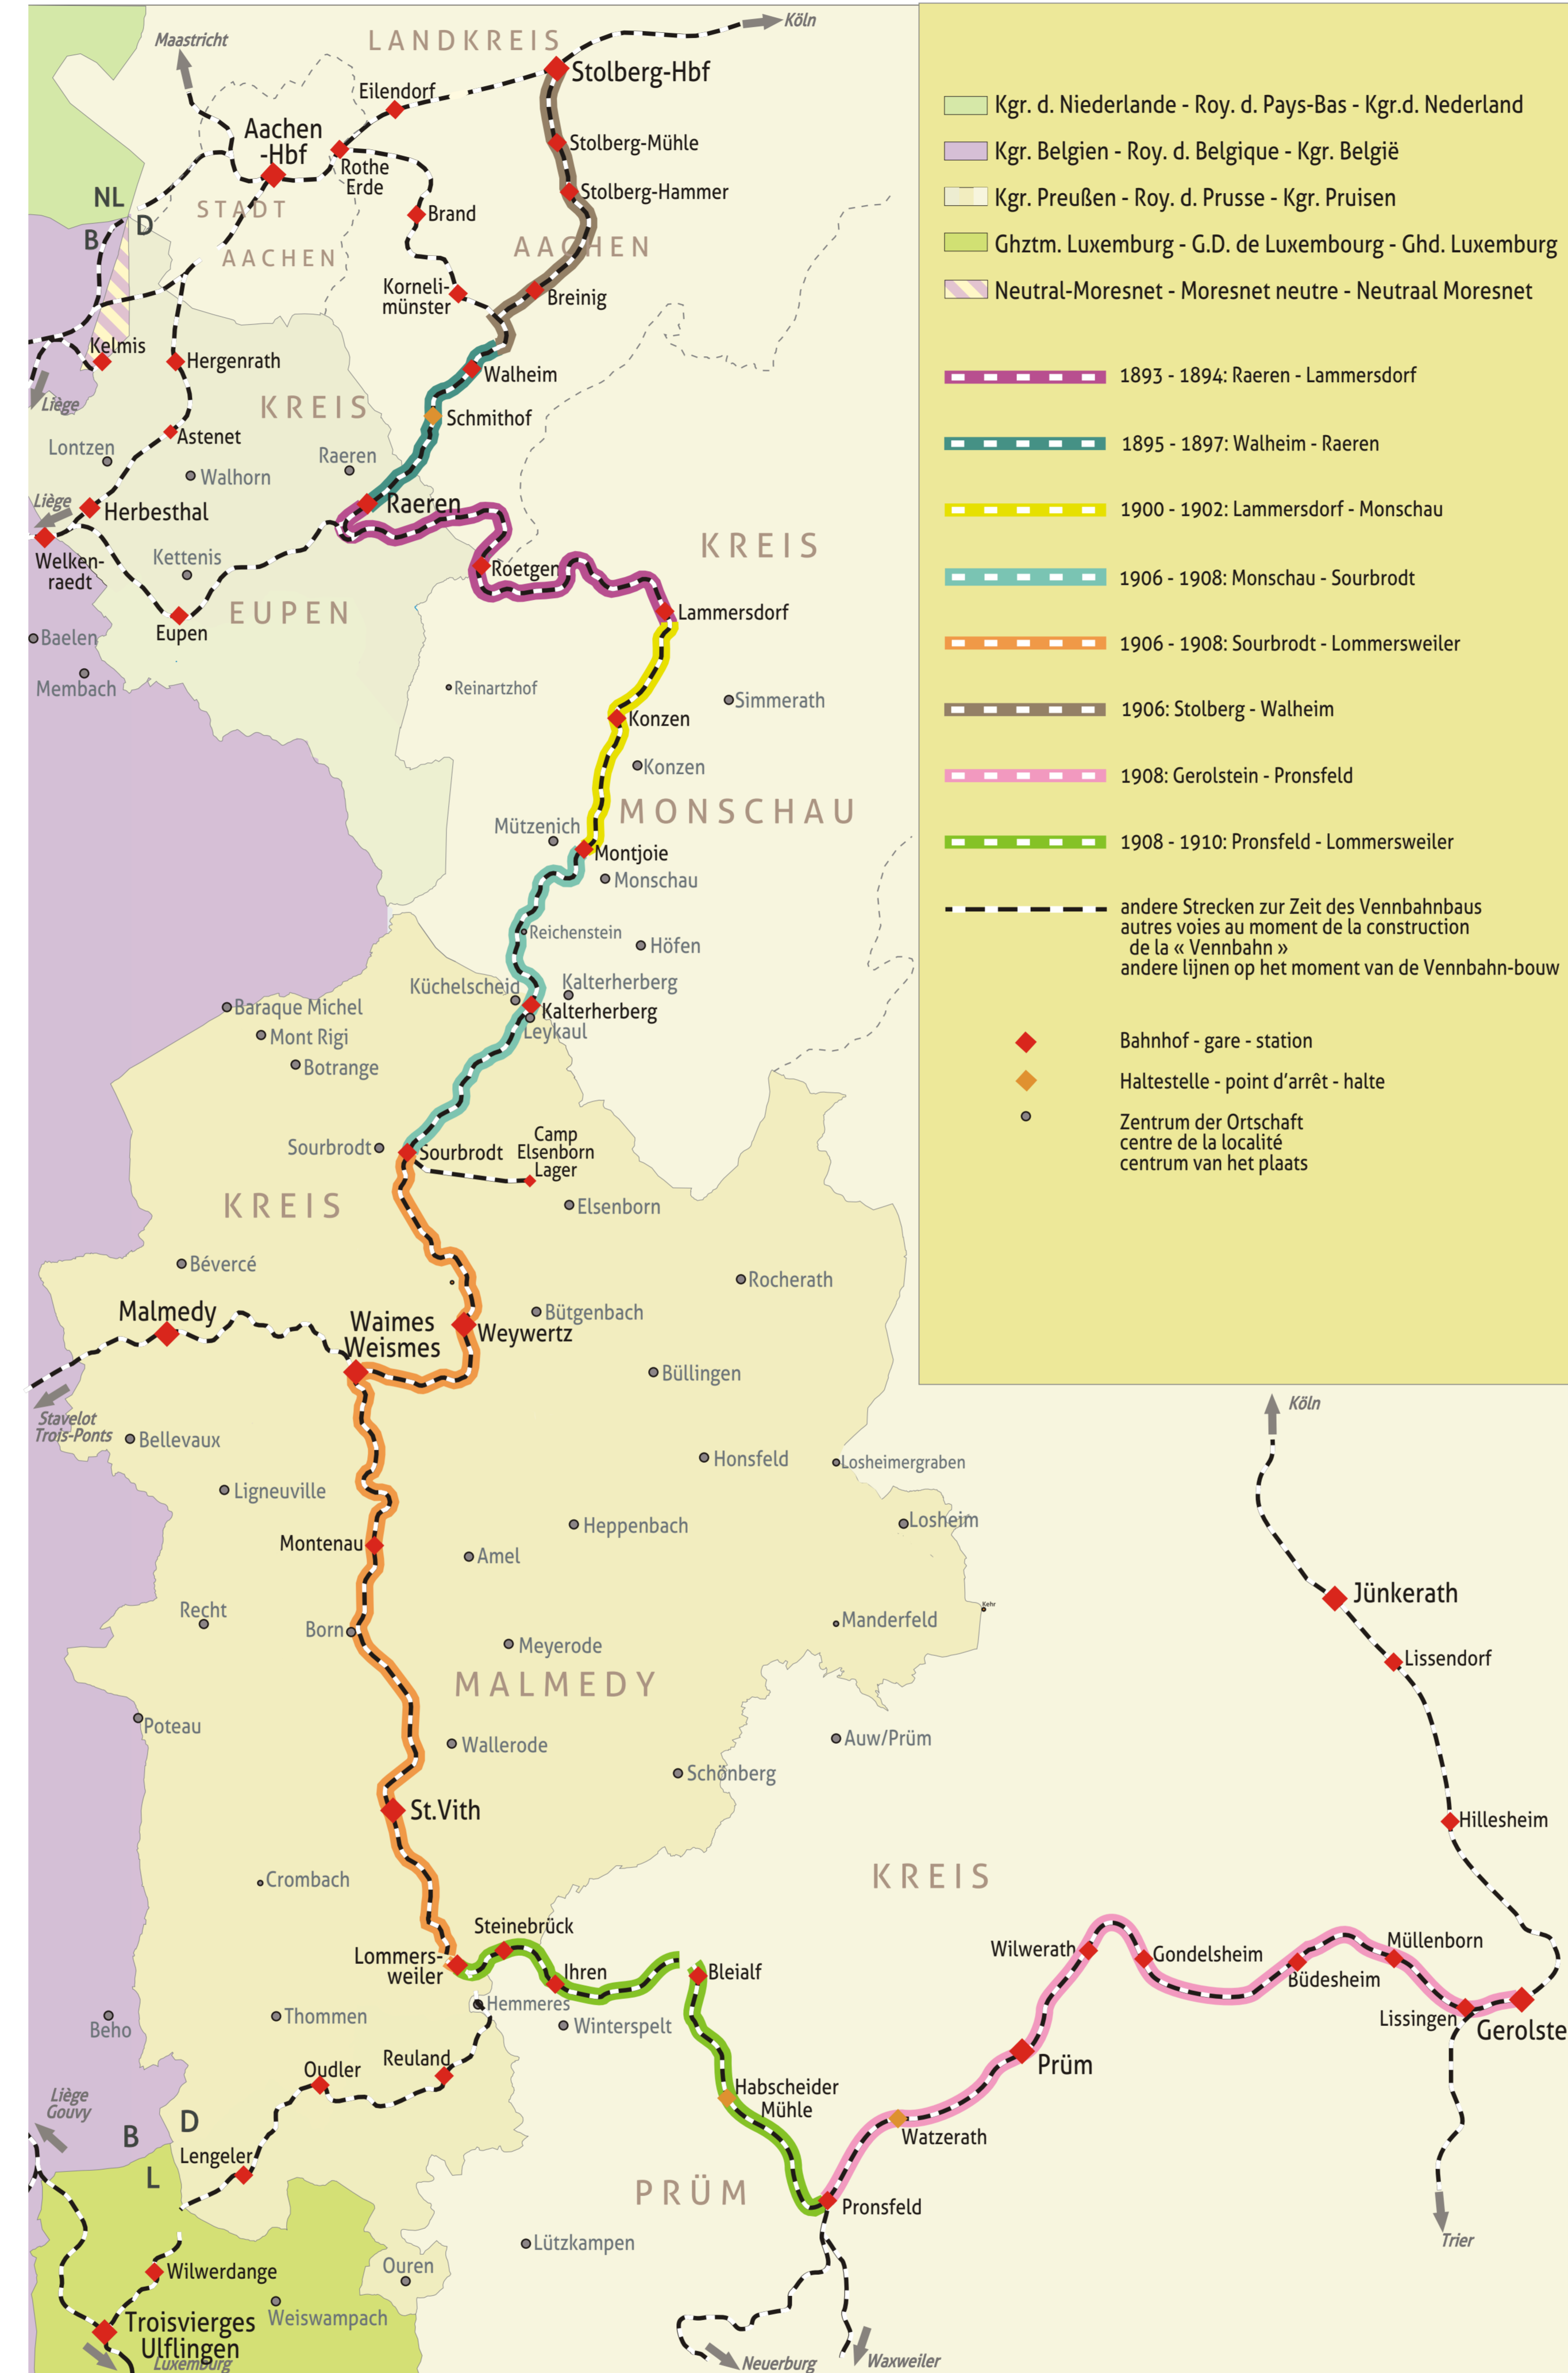 Maastricht
LANDKREIS
Köln
Stolberg-Hbf
Eilendorf
Aachen
-Hbf
Rothe
Erde
Stolberg-Mühle
Stolberg-Hammer
NL
D
B
STADT
AACHEN
Brand
AACHEN
Korneli-
münster
Breinig
Kelmis
Hergenrath
Walheim
Liège
KREIS
Schmithof
Astenet
Lontzen
Walhorn
Raeren
Liège
Herbesthal
Raeren
Welken-
raedt
Kettenis
Roetgen
KREIS
EUPEN
Eupen
Baelen
Membach
Lammersdorf
Reinartzhof
Simmerath
Konzen
Konzen
MONSCHAU
Mützenich
Montjoie
Monschau
Reichenstein
Höfen
Küchelscheid
Kalterherberg
Kalterherberg
Leykaul
Baraque Michel
Mont Rigi
Botrange
Sourbrodt
Sourbrodt
Camp
Elsenborn
Lager
Elsenborn
KREIS
Bévercé
Rocherath
Malmedy
Waimes
Weismes
Weywertz
Bütgenbach
Büllingen
Stavelot
Trois-Ponts
Bellevaux
Honsfeld
Losheimergraben
Ligneuville
Heppenbach
Losheim
Montenau
Amel
Recht
Born
Meyerode
Manderfeld
Kehr
MALMEDY
Poteau
Wallerode
Auw/Prüm
Schönberg
St.Vith
Crombach
KREIS
Steinebrück
Lommers-
weiler
Ihren
Bleialf
Hemmeres
Winterspelt
Beho
Thommen
Reuland
Oudler
Habscheider
Mühle
Liège
Gouvy
B
D
L
Lengeler
PRÜM
Pronsfeld
Watzerath
Prüm
Wilwerath
Gondelsheim
Büdesheim
Müllenborn
Lissingen
Gerolste
Köln
Jünkerath
Lissendorf
Hillesheim
Trier
Lützkampen
Ouren
Wilwerdange
Weiswampach
Troisvierges
Ulflingen
Luxemburg
Neuerburg
Waxweiler
Kgr. d. Niederlande - Roy. d. Pays-Bas - Kgr.d. Nederland
Kgr. Belgien - Roy. d. Belgique - Kgr. België
Kgr. Preußen - Roy. d. Prusse - Kgr. Pruisen
Ghztm. Luxemburg - G.D. de Luxembourg - Ghd. Luxemburg
Neutral-Moresnet - Moresnet neutre - Neutraal Moresnet
1893 - 1894: Raeren - Lammersdorf
1895 - 1897: Walheim - Raeren
1900 - 1902: Lammersdorf - Monschau
1906 - 1908: Monschau - Sourbrodt
1906 - 1908: Sourbrodt - Lommersweiler
1906: Stolberg - Walheim
1908: Gerolstein - Pronsfeld
1908 - 1910: Pronsfeld - Lommersweiler
andere Strecken zur Zeit des Vennbahnbaus
autres voies au moment de la construction
de la « Vennbahn »
andere lijnen op het moment van de Vennbahn-bouw
Bahnhof - gare - station
Haltestelle - point d'arrêt - halte
Zentrum der Ortschaft
centre de la localité
centrum van het plaats